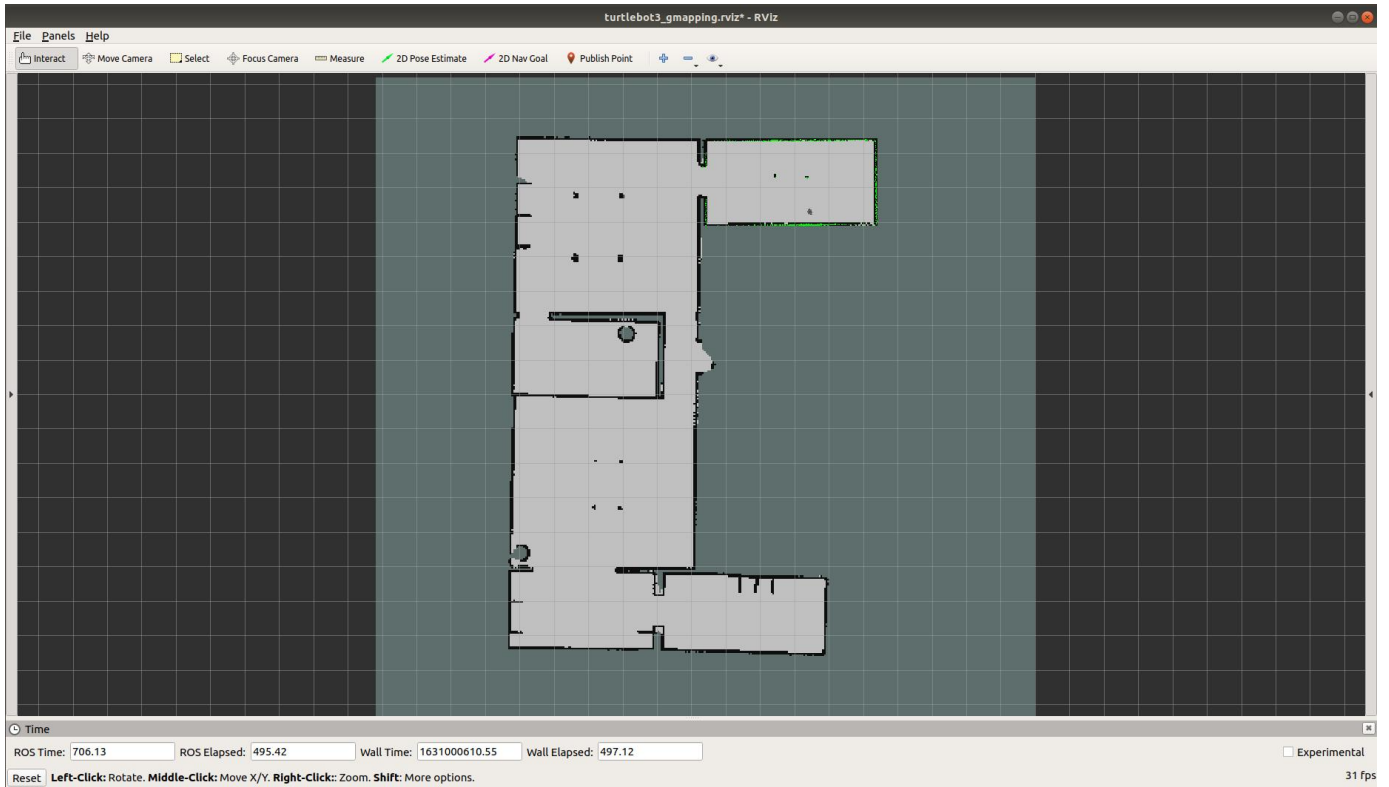 turtlebot3_gmapping.rviz* - RViz
File Panels Help
Interact Move Camera Select Focus Camera Measure 2D Pose Estimate 2D Nav Goal Publish Point
Time
ROS Time: 706.13 ROS Elapsed: 495.42 Wall Time: 1631000610.55 Wall Elapsed: 497.12 Experimental
Reset Left-Click: Rotate. Middle-Click: Move X/Y. Right-Click:: Zoom. Shift: More options. 31 fps